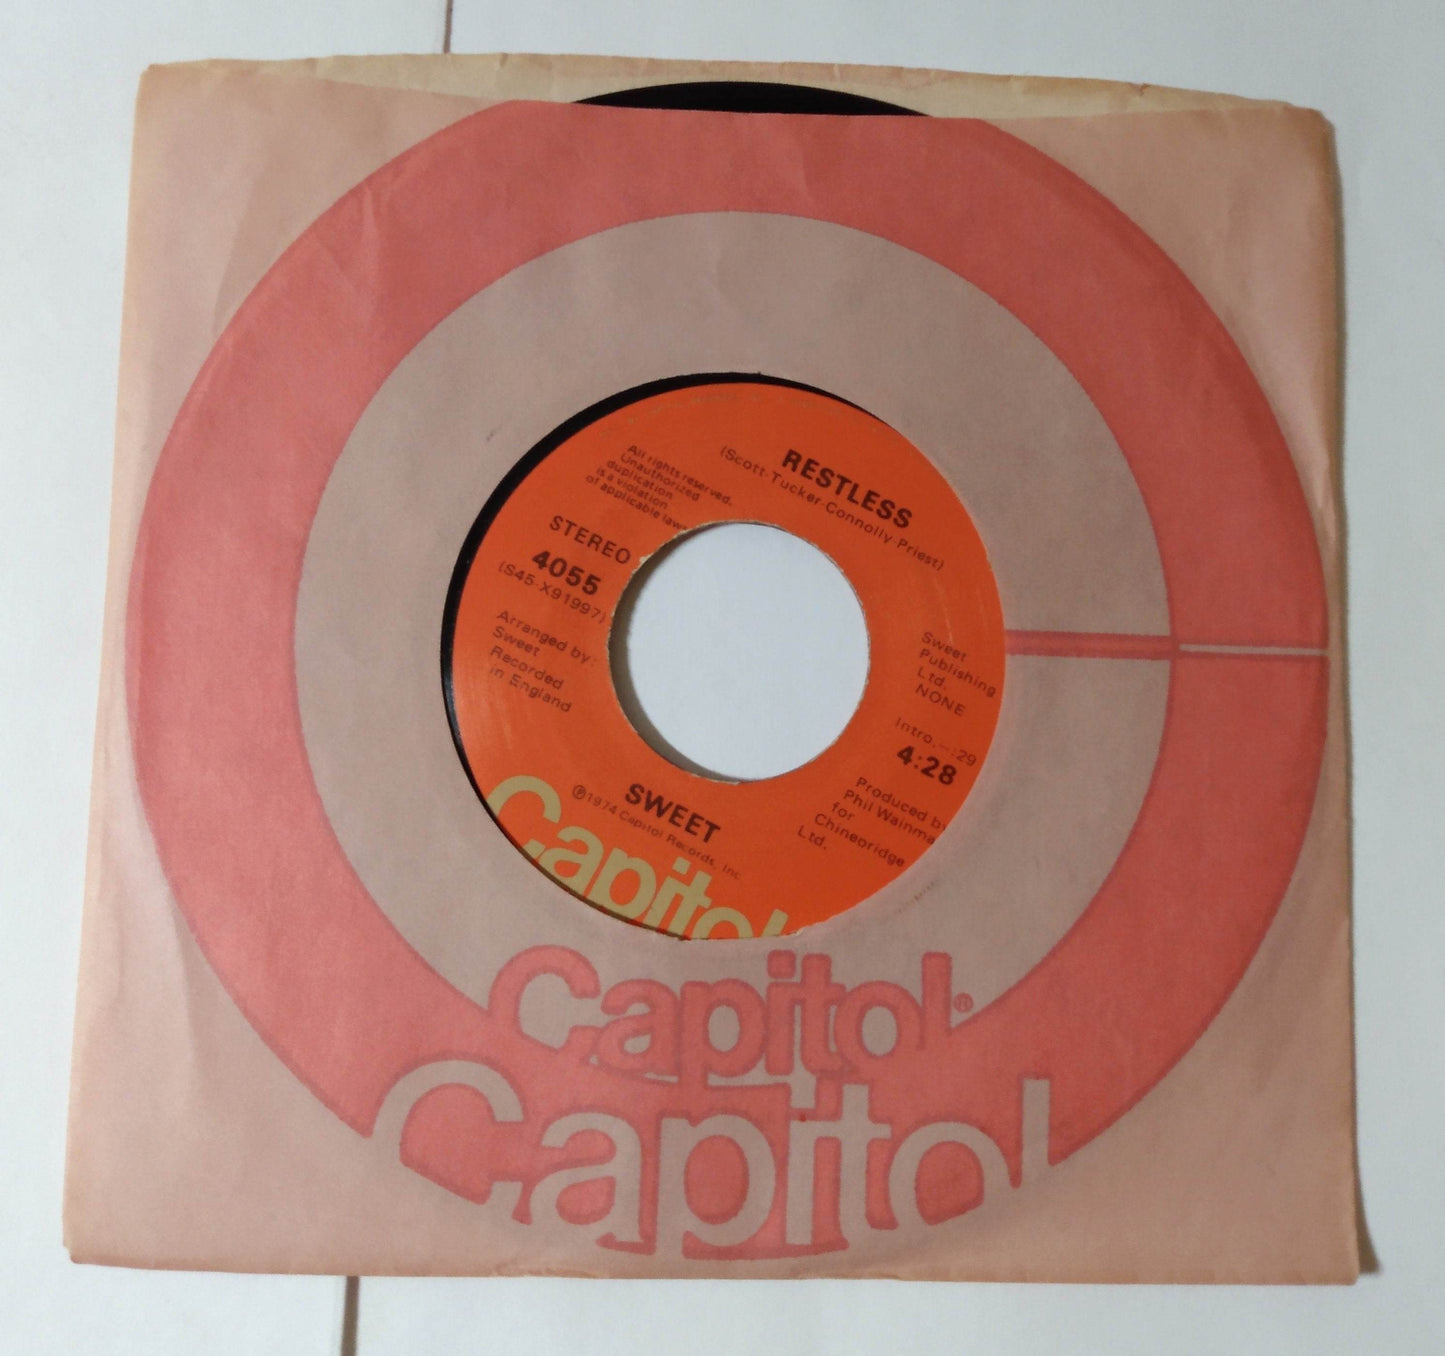 RESTLESS
(Scott-Tucker-Connolly-Priest)
All rights reserved.
Unauthorized
duplication
is a violation
of applicable laws
STEREO
4055
(S45-X91997)
Arranged by:
Sweet
Recorded
in England
Sweet
Publishing
Ltd.
NONE
Intro.—:29
4:28
Produced by
Phil Wainma
for
Chineoridge
Ltd.
SWEET
℗1974 Capitol Records, Inc
Capitol
Capitol®
Capitol